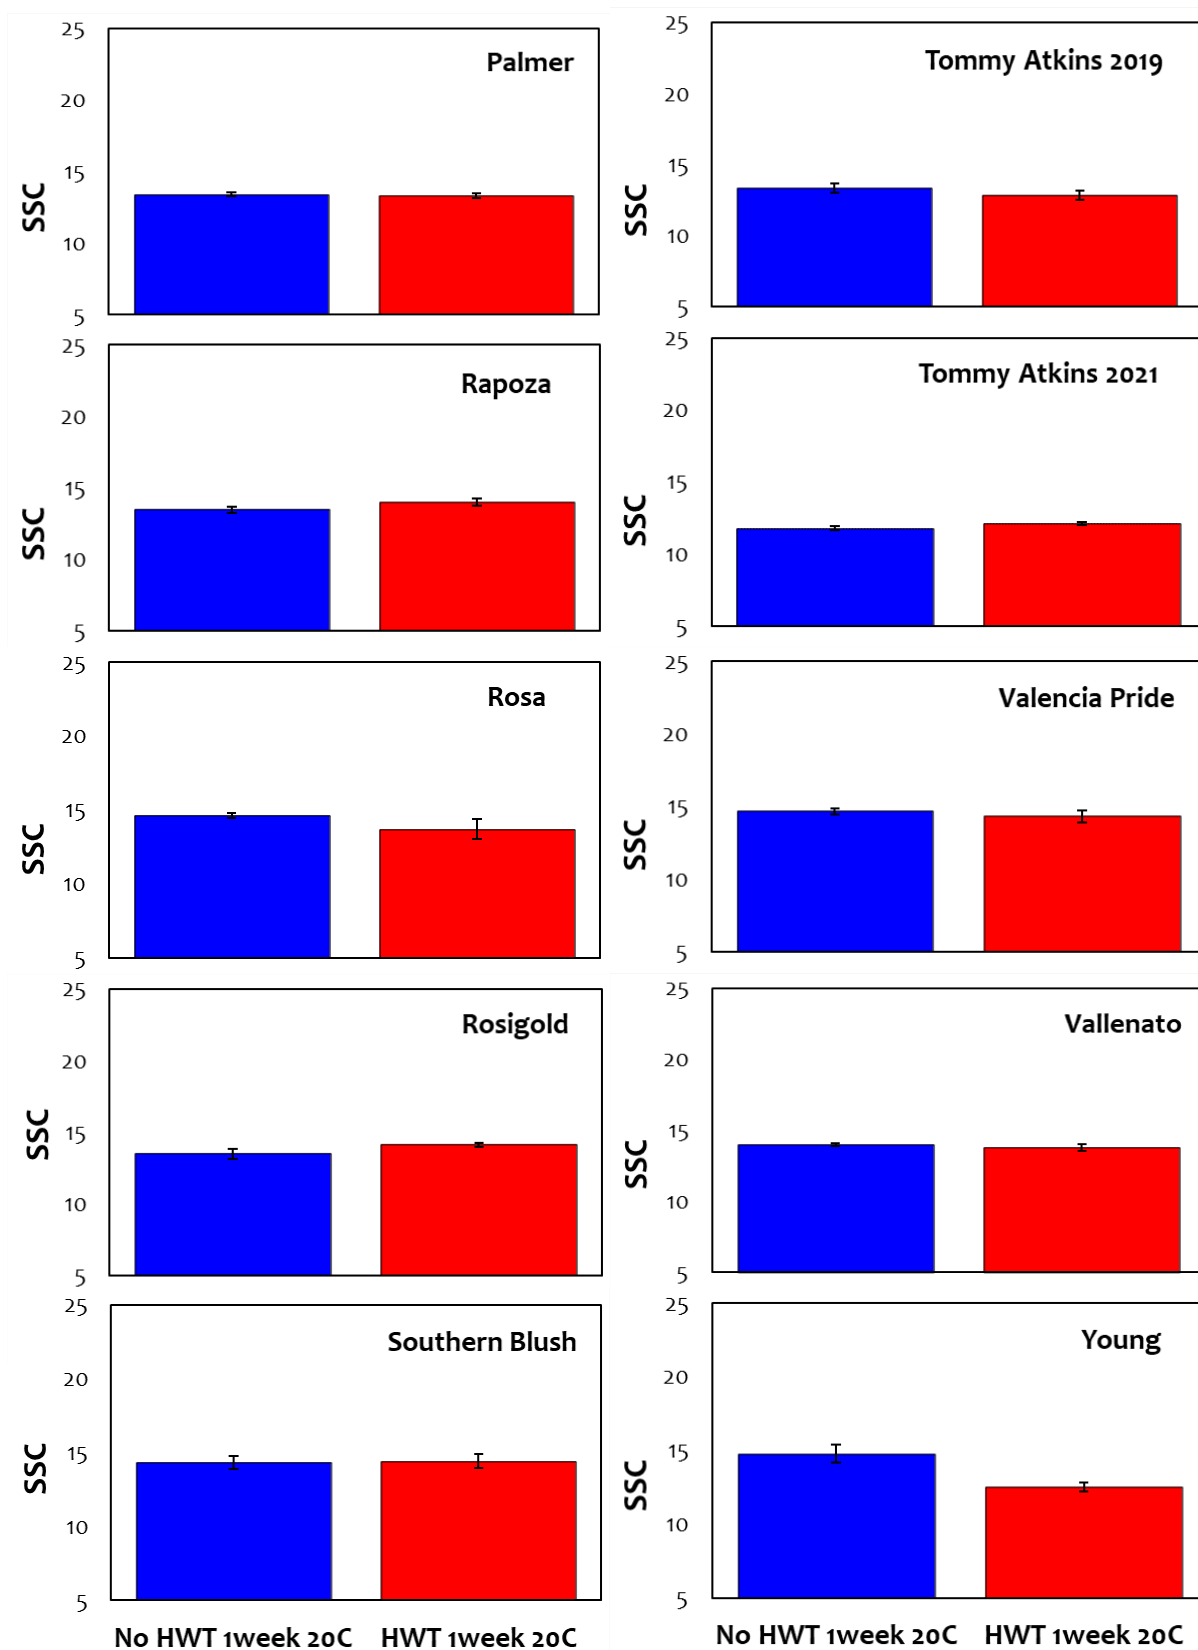 25
Palmer
20
15
SSC
10
5
25
Tommy Atkins 2019
20
15
SSC
10
5
25
Rapoza
20
15
SSC
10
5
25
Tommy Atkins 2021
20
15
SSC
10
5
25
Rosa
20
15
SSC
10
5
25
Valencia Pride
20
15
SSC
10
5
25
Rosigold
20
15
SSC
10
5
25
Vallenato
20
15
SSC
10
5
25
Southern Blush
20
15
SSC
10
5
25
Young
20
15
SSC
10
5
No HWT 1week 20C HWT 1week 20C
No HWT 1week 20C HWT 1week 20C